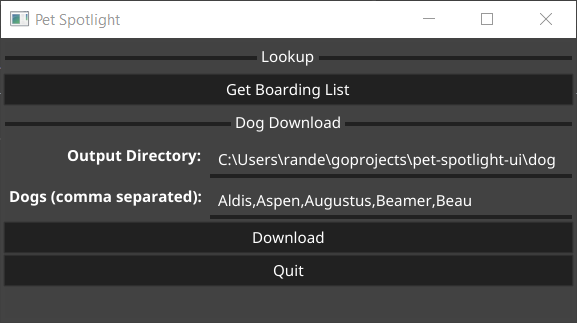 Pet Spotlight
Lookup
Get Boarding List
Dog Download
Output Directory: C:\Users\rande\goprojects\pet-spotlight-ui\dog
Dogs (comma separated): Aldis,Aspen,Augustus,Beamer,Beau
Download
Quit